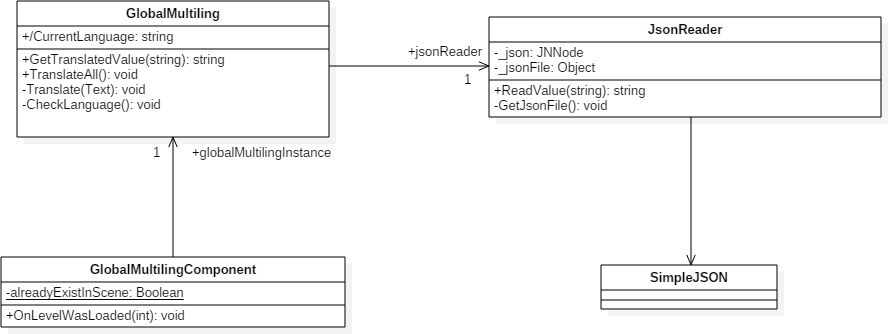 GlobalMultiling
+/CurrentLanguage: string
+GetTranslatedValue(string): string
+TranslateAll(): void
-Translate(Text): void
-CheckLanguage(): void
+jsonReader
1
JsonReader
-_json: JNNode
-_jsonFile: Object
+ReadValue(string): string
-GetJsonFile(): void
1
+globalMultilingInstance
GlobalMultilingComponent
-alreadyExistInScene: Boolean
+OnLevelWasLoaded(int): void
SimpleJSON